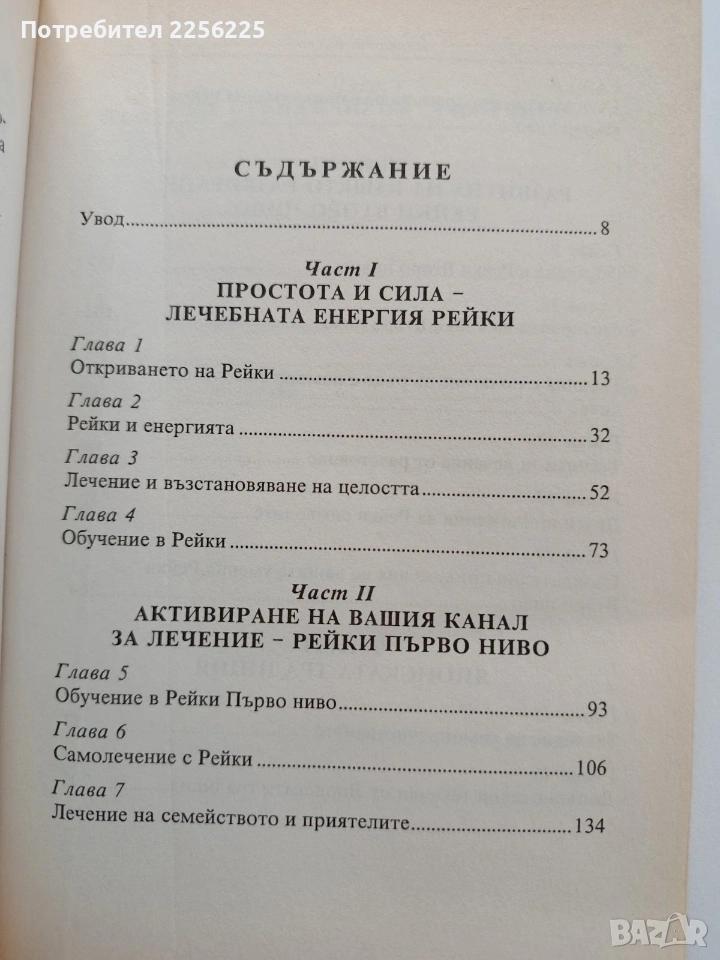 Потребител 2256225
СЪДЪРЖАНИЕ
Увод 8
Част I
ПРОСТОТА И СИЛА –
ЛЕЧЕБНАТА ЕНЕРГИЯ РЕЙКИ
Глава 1
Откриването на Рейки 13
Глава 2
Рейки и енергията 32
Глава 3
Лечение и възстановяване на целостта 52
Глава 4
Обучение в Рейки 73
Част II
АКТИВИРАНЕ НА ВАШИЯ КАНАЛ
ЗА ЛЕЧЕНИЕ – РЕЙКИ ПЪРВО НИВО
Глава 5
Обучение в Рейки Първо ниво 93
Глава 6
Самолечение с Рейки 106
Глава 7
Лечение на семейството и приятелите 134
BAZAR